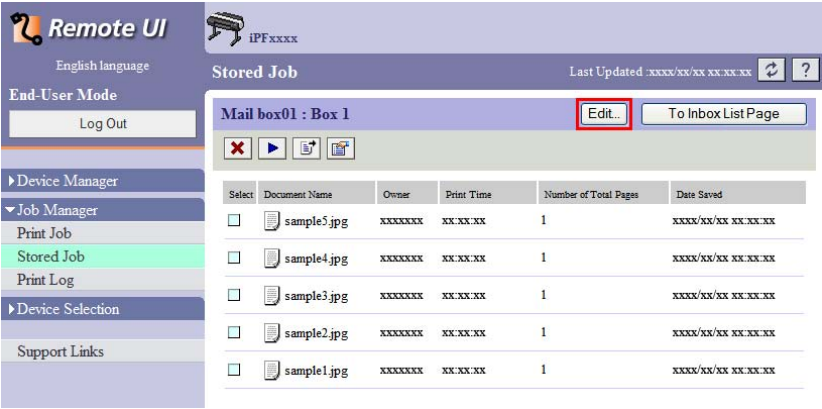 Remote UI
iPFxxxx
English language
Stored Job
Last Updated :xxxx/xx/xx xx:xx:xx
?
End-User Mode
Log Out
Mail box01 : Box 1
Edit...
To Inbox List Page
Device Manager
Job Manager
Print Job
Stored Job
Print Log
Device Selection
Support Links
Select Document Name Owner Print Time Number of Total Pages Date Saved
sample5.jpg xxxxxxx xx:xx:xx 1 xxxx/xx/xx xx:xx:xx
sample4.jpg xxxxxxx xx:xx:xx 1 xxxx/xx/xx xx:xx:xx
sample3.jpg xxxxxxx xx:xx:xx 1 xxxx/xx/xx xx:xx:xx
sample2.jpg xxxxxxx xx:xx:xx 1 xxxx/xx/xx xx:xx:xx
sample1.jpg xxxxxxx xx:xx:xx 1 xxxx/xx/xx xx:xx:xx